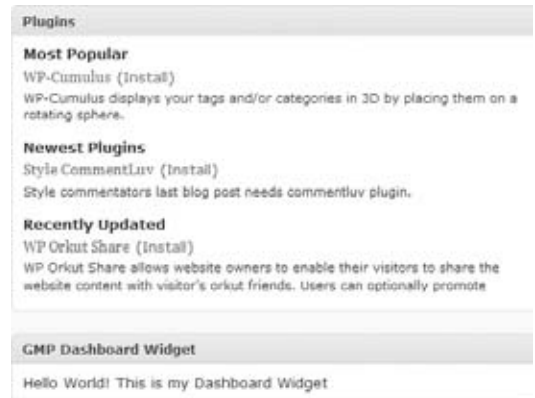 Plugins
Most Popular
WP-Cumulus (Install)
WP-Cumulus displays your tags and/or categories in 3D by placing them on a
rotating sphere.
Newest Plugins
Style CommentLuv (Install)
Style commentators last blog post needs commentluv plugin.
Recently Updated
WP Orkut Share (Install)
WP Orkut Share allows website owners to enable their visitors to share the
website content with visitor's orkut friends. Users can optionally promote
GMP Dashboard Widget
Hello World! This is my Dashboard Widget